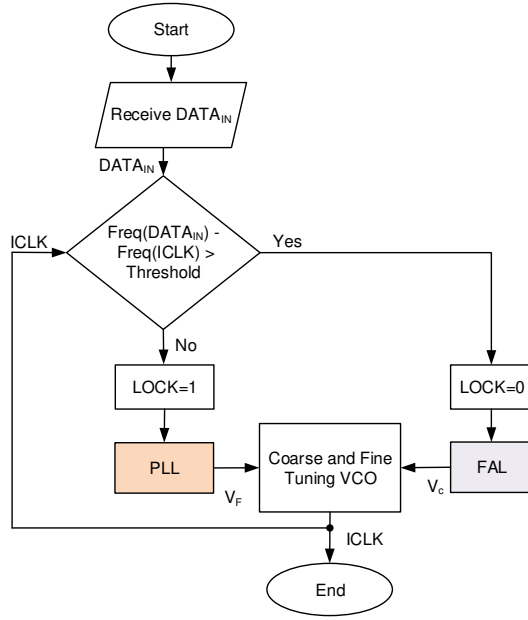 Start
Receive DATA_IN
DATA_IN
ICLK
Freq(DATA_IN) -
Freq(ICLK) >
Threshold
Yes
No
LOCK=1
LOCK=0
PLL
Coarse and Fine
Tuning VCO
FAL
V_F
V_c
ICLK
End